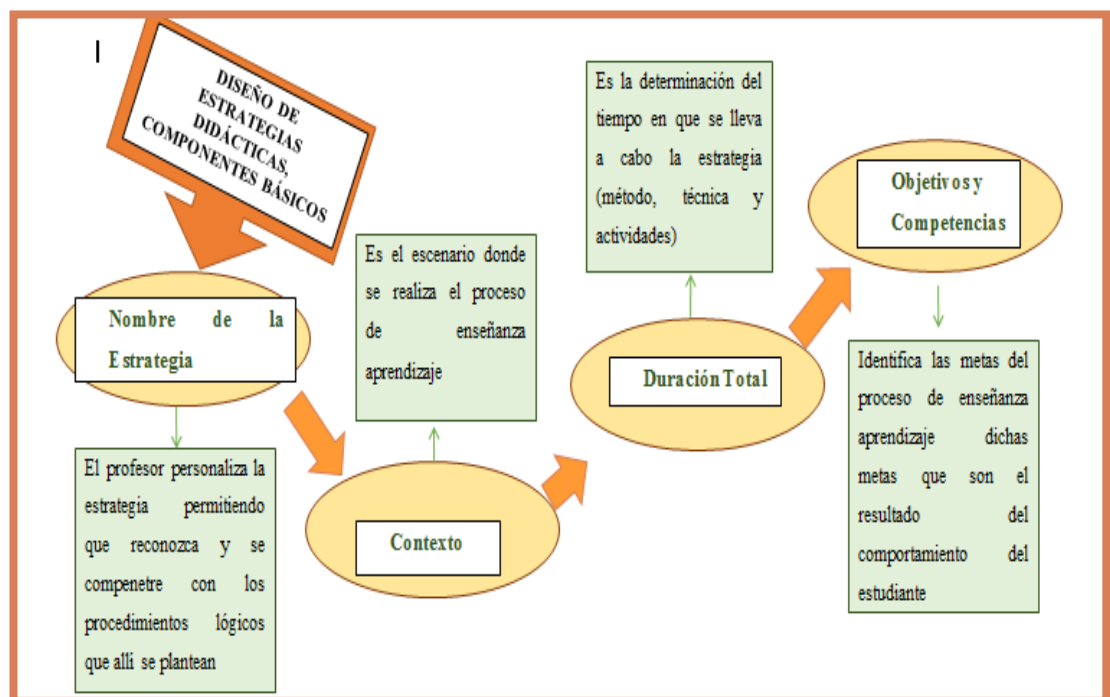 DISEÑO DE
ESTRATEGIAS
DIDÁCTICAS,
COMPONENTES BÁSICOS
Nombre de la
Estrategia
El profesor personaliza la
estrategia permitiendo
que reconozca y se
compenetre con los
procedimientos lógicos
que allí se plantean
Es el escenario donde
se realiza el proceso
de enseñanza
aprendizaje
Contexto
Es la determinación del
tiempo en que se lleva
a cabo la estrategia
(método, técnica y
actividades)
Duración Total
Objetivos y
Competencias
Identifica las metas del
proceso de enseñanza
aprendizaje dichas
metas que son el
resultado del
comportamiento del
estudiante